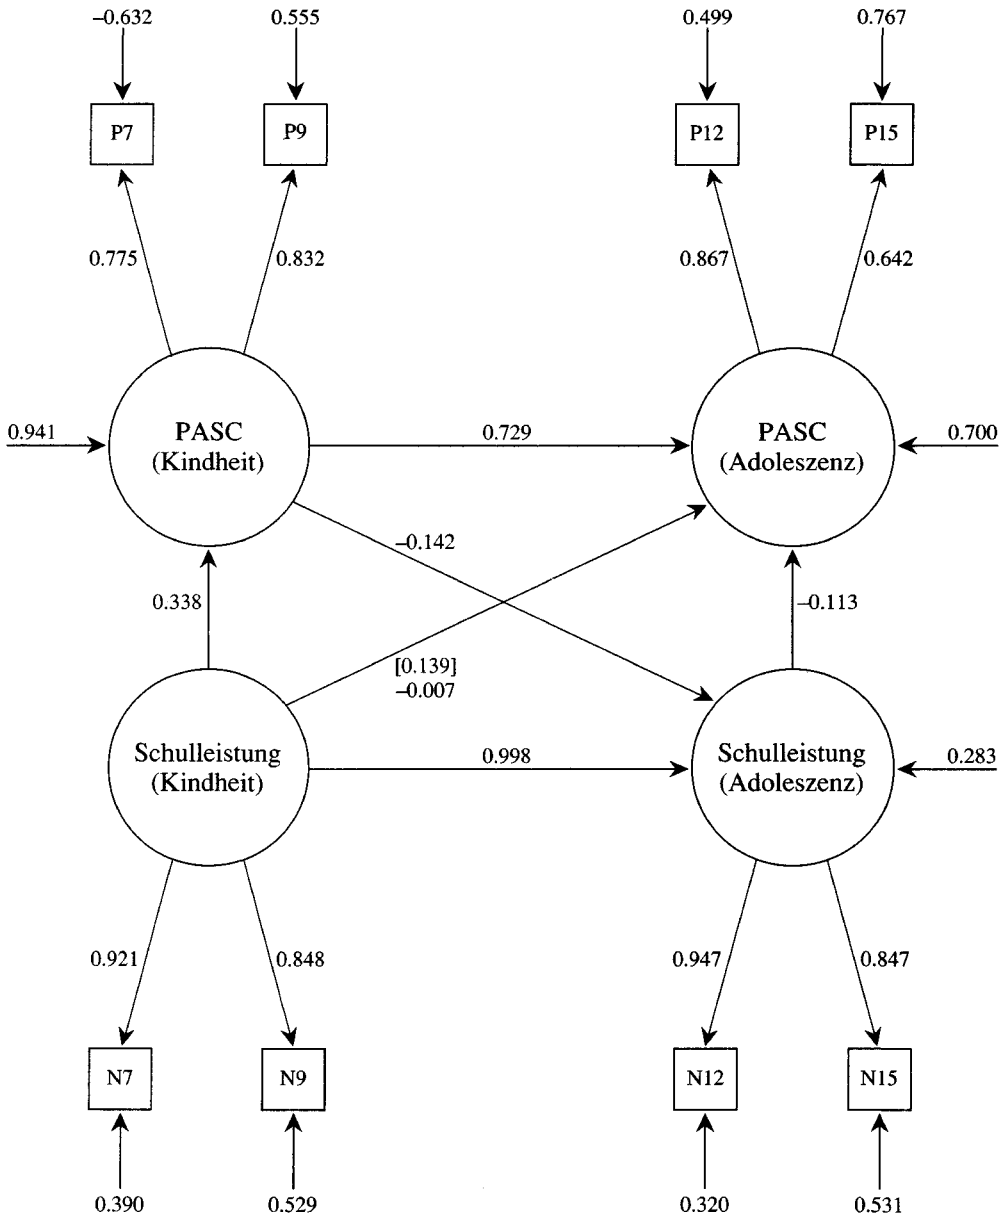 –0.632
0.555
0.499
0.767
P7
P9
P12
P15
0.775
0.832
0.867
0.642
0.941
PASC
(Kindheit)
0.729
PASC
(Adoleszenz)
0.700
–0.142
0.338
–0.113
[0.139]
–0.007
Schulleistung
(Kindheit)
0.998
Schulleistung
(Adoleszenz)
0.283
0.921
0.848
0.947
0.847
N7
N9
N12
N15
0.390
0.529
0.320
0.531